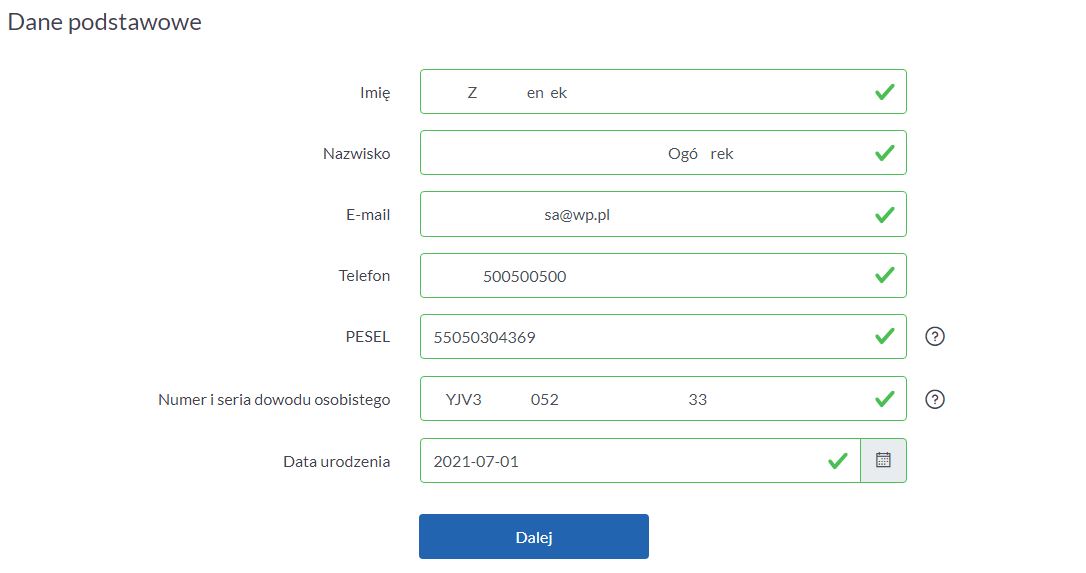 Dane podstawowe
Imię Z en ek
Nazwisko Ogó rek
E-mail sa@wp.pl
Telefon 500500500
PESEL 55050304369 ?
Numer i seria dowodu osobistego YJV3 052 33 ?
Data urodzenia 2021-07-01
Dalej